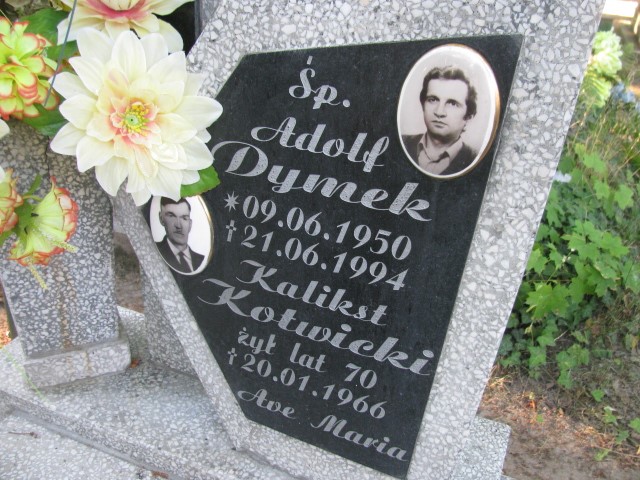 Śp.
Adolf
Dymek
* 09.06.1950
† 21.06.1994
Kalikst
Kotwicki
żył lat 70
† 20.01.1966
Ave Maria